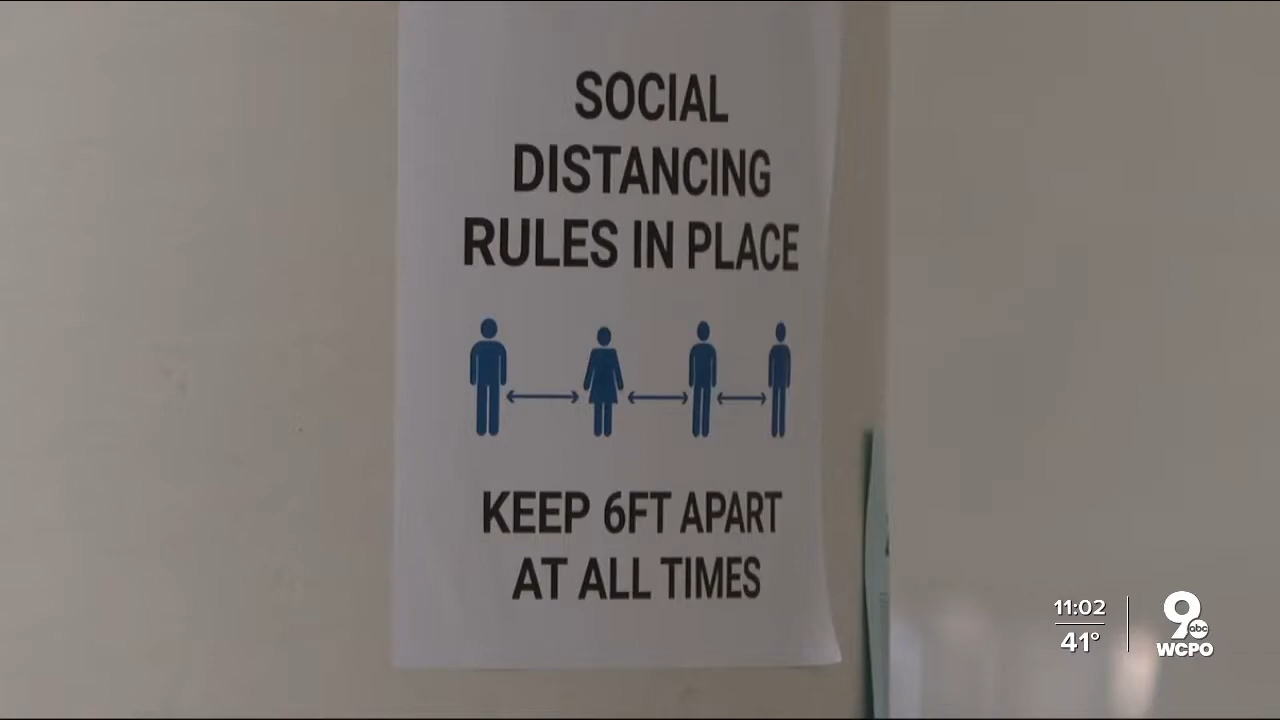 SOCIAL
DISTANCING
RULES IN PLACE
KEEP 6FT APART
AT ALL TIMES
11:02
41°
9
abc
WCPO